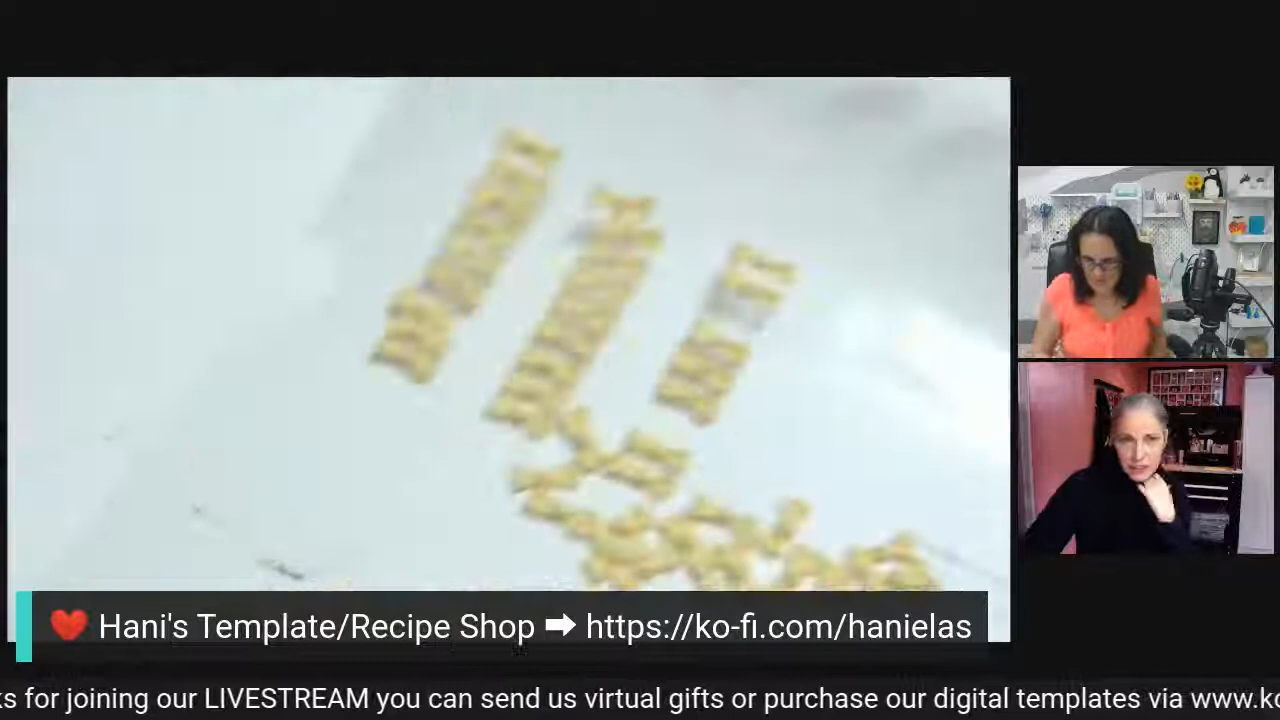 ❤️ Hani's Template/Recipe Shop ➡ https://ko-fi.com/hanielas
ks for joining our LIVESTREAM you can send us virtual gifts or purchase our digital templates via www.ko